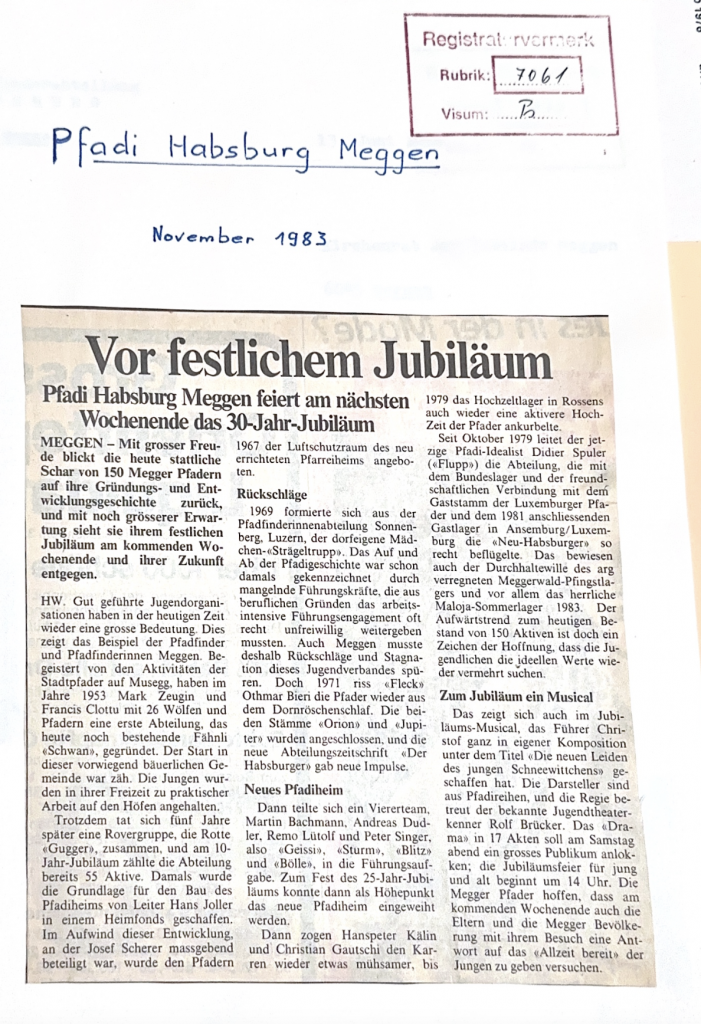 Registraturvermerk
Rubrik: 7061
Visum:
Pfadi Habsburg Meggen
November 1983
Vor festlichem Jubiläum
Pfadi Habsburg Meggen feiert am nächsten
Wochenende das 30-Jahr-Jubiläum
MEGGEN – Mit grosser Freu-
de blickt die heute stattliche
Schar von 150 Megger Pfadern
auf ihre Gründungs- und Ent-
wicklungsgeschichte zurück,
und mit noch grösserer Erwar-
tung sieht sie ihrem festlichen
Jubiläum am kommenden Wo-
chenende und ihrer Zukunft
entgegen.
HW. Gut geführte Jugendorgani-
sationen haben in der heutigen Zeit
wieder eine grosse Bedeutung. Dies
zeigt das Beispiel der Pfadfinder
und Pfadfinderinnen Meggen. Be-
geistert von den Aktivitäten der
Stadtpfader auf Musegg, haben im
Jahre 1953 Mark Zeugin und
Francis Clottu mit 26 Wölfen und
Pfadern eine erste Abteilung, das
heute noch bestehende Fähnli
«Schwan», gegründet. Der Start in
dieser vorwiegend bäuerlichen Ge-
meinde war zäh. Die Jungen wur-
den in ihrer Freizeit zu praktischer
Arbeit auf den Höfen angehalten.
Trotzdem tat sich fünf Jahre
später eine Rovergruppe, die Rotte
«Gugger», zusammen, und am 10-
Jahr-Jubiläum zählte die Abteilung
bereits 55 Aktive. Damals wurde
die Grundlage für den Bau des
Pfadiheims von Leiter Hans Joller
in einem Heimfonds geschaffen.
Im Aufwind dieser Entwicklung,
an der Josef Scherer massgebend
beteiligt war, wurde den Pfadern
1967 der Luftschutzraum des neu
errichteten Pfarreiheims angebo-
ten.
Rückschläge
1969 formierte sich aus der
Pfadfinderinnenabteilung Sonnen-
berg, Luzern, der dorfeigene Mäd-
chen-«Strägeltrupp». Das Auf und
Ab der Pfadigeschichte war schon
damals gekennzeichnet durch
mangelnde Führungskräfte, die aus
beruflichen Gründen das arbeits-
intensive Führungsengagement oft
recht unfreiwillig weitergeben
mussten. Auch Meggen musste
deshalb Rückschläge und Stagna-
tion dieses Jugendverbandes spü-
ren. Doch 1971 riss «Fleck»
Othmar Bieri die Pfader wieder aus
dem Dornröschenschlaf. Die bei-
den Stämme «Orion» und «Jupi-
ter» wurden angeschlossen, und die
neue Abteilungszeitschrift «Der
Habsburger» gab neue Impulse.
Neues Pfadiheim
Dann teilte sich ein Viererteam,
Martin Bachmann, Andreas Dud-
ler, Remo Lütolf und Peter Singer,
also «Geissi», «Sturm», «Blitz»
und «Bölle», in die Führungsauf-
gabe. Zum Fest des 25-Jahr-Jubi-
läums konnte dann als Höhepunkt
das neue Pfadiheim eingeweiht
werden.
Dann zogen Hanspeter Kälin
und Christian Gautschi den Kar-
ren wieder etwas mühsamer, bis
1979 das Hochzeltlager in Rossens
auch wieder eine aktivere Hoch-
Zeit der Pfader ankurbelte.
Seit Oktober 1979 leitet der jet-
zige Pfadi-Idealist Didier Spuler
(«Flupp») die Abteilung, die mit
dem Bundeslager und der freund-
schaftlichen Verbindung mit dem
Gaststamm der Luxemburger Pfa-
der und dem 1981 anschliessenden
Gastlager in Ansemburg/Luxem-
burg die «Neu-Habsburger» so
recht beflügelte. Das bewiesen
auch der Durchhaltewille des arg
verregneten Meggerwald-Pfingstla-
gers und vor allem das herrliche
Maloja-Sommerlager 1983. Der
Aufwärtstrend zum heutigen Be-
stand von 150 Aktiven ist doch ein
Zeichen der Hoffnung, dass die Ju-
gendlichen die ideellen Werte wie-
der vermehrt suchen.
Zum Jubiläum ein Musical
Das zeigt sich auch im Jubi-
läums-Musical, das Führer Chri-
stof ganz in eigener Komposition
unter dem Titel «Die neuen Leiden
des jungen Schneewittchens» ge-
schaffen hat. Die Darsteller sind
aus Pfadireihen, und die Regie be-
treut der bekannte Jugendtheater-
kenner Rolf Brücker. Das «Dra-
ma» in 17 Akten soll am Samstag
abend ein grosses Publikum anlok-
ken; die Jubiläumsfeier für jung
und alt beginnt um 14 Uhr. Die
Megger Pfader hoffen, dass am
kommenden Wochenende auch die
Eltern und die Megger Bevölke-
rung mit ihrem Besuch eine Ant-
wort auf das «Allzeit bereit» der
Jungen zu geben versuchen.